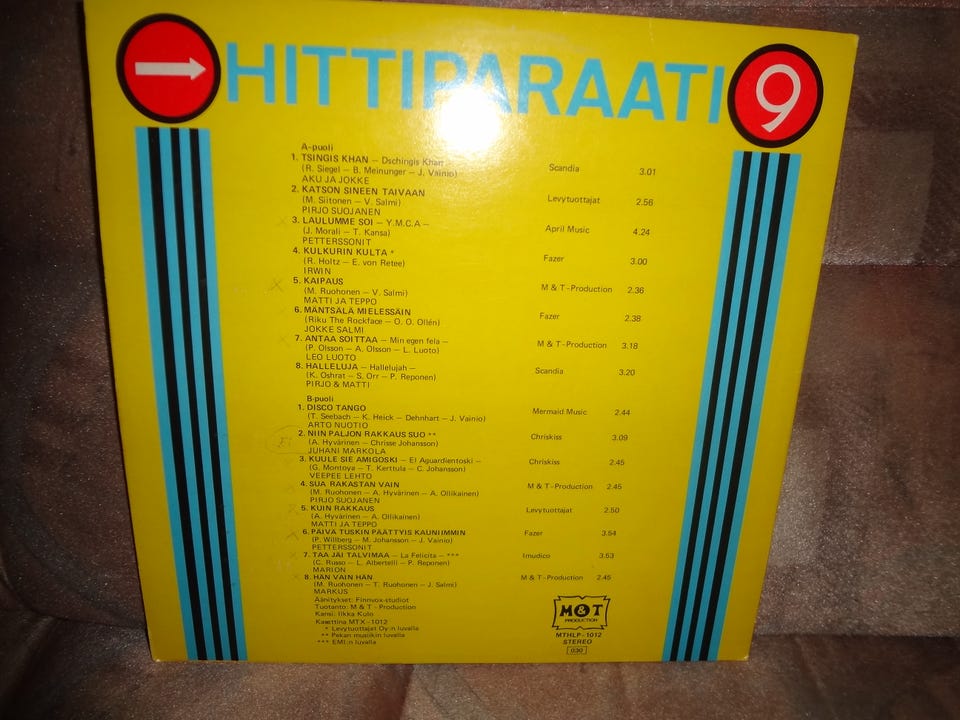 HITTIPARAATI 9
A-puoli
1. TSINGIS KHAN – Dschingis Khan – Scandia 3.01
(R. Siegel – B. Meinunger – J. Vainio)
AKU JA JOKKE
2. KATSON SINEEN TAIVAAN Levytuottajat 2.56
(M. Siitonen – V. Salmi)
PIRJO SUOJANEN
3. LAULUMME SOI – Y.M.C.A – April Music 4.24
(J. Morali – T. Kansa)
PETTERSSONIT
4. KULKURIN KULTA * Fazer 3.00
(R. Holtz – E. von Retee)
IRWIN
5. KAIPAUS M & T-Production 2.36
(M. Ruohonen – V. Salmi)
MATTI JA TEPPO
6. MÄNTSÄLÄ MIELESSÄIN Fazer 2.38
(Riku The Rockface – O. O. Ollén)
JOKKE SALMI
7. ANTAA SOITTAA – Min egen fela – M & T-Production 3.18
(P. Olsson – A. Olsson – L. Luoto)
LEO LUOTO
8. HALLELUJA – Hallelujah – Scandia 3.20
(K. Oshrat – S. Orr – P. Reponen)
PIRJO & MATTI
B-puoli
1. DISCO TANGO Mermaid Music 2.44
(T. Seebach – K. Heick – Dehnhart – J. Vainio)
ARTO NUOTIO
2. NIIN PALJON RAKKAUS SUO ** Chriskiss 3.09
(A. Hyvärinen – Chrisse Johansson)
JUHANI MARKOLA
3. KUULE SIE AMIGOSKI – El Aguardientoski – Chriskiss 2.45
(G. Montoya – T. Kerttula – C. Johansson)
VEEPEE LEHTO
4. SUA RAKASTAN VAIN M & T-Production 2.45
(M. Ruohonen – A. Hyvärinen – A. Ollikainen)
PIRJO SUOJANEN
5. KUIN RAKKAUS Levytuottajat 2.50
(A. Hyvärinen – A. Ollikainen)
MATTI JA TEPPO
6. PÄIVÄ TUSKIN PÄÄTTYIS KAUNIIMMIN Fazer 3.54
(P. Willberg – M. Johansson – J. Vainio)
PETTERSSONIT
7. TAA JÄI TALVIMAA – La Felicita – *** Imudico 3.53
(C. Russo – L. Albertelli – P. Reponen)
MARION
8. HÄN VAIN HÄN M & T-Production 2.45
(M. Ruohonen – T. Ruohonen – J. Salmi)
MARKUS
Äänitykset: Finnvox-studiot
Tuotanto: M & T - Production
Kansi: Ilkka Kulo
Kasettina MTX-1012
* Levytuottajat Oy:n luvalla
** Pekan musiikin luvalla
*** EMI:n luvalla
M&T
PRODUCTION
MTHLP-1012
STEREO
030